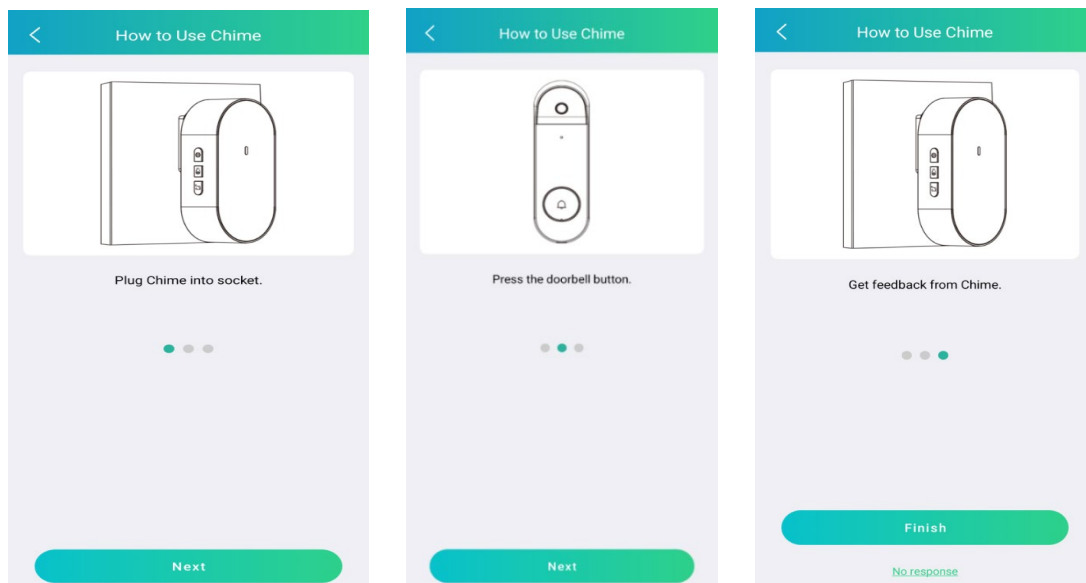 How to Use Chime
Plug Chime into socket.
Next
How to Use Chime
Press the doorbell button.
Next
How to Use Chime
Get feedback from Chime.
Finish
No response